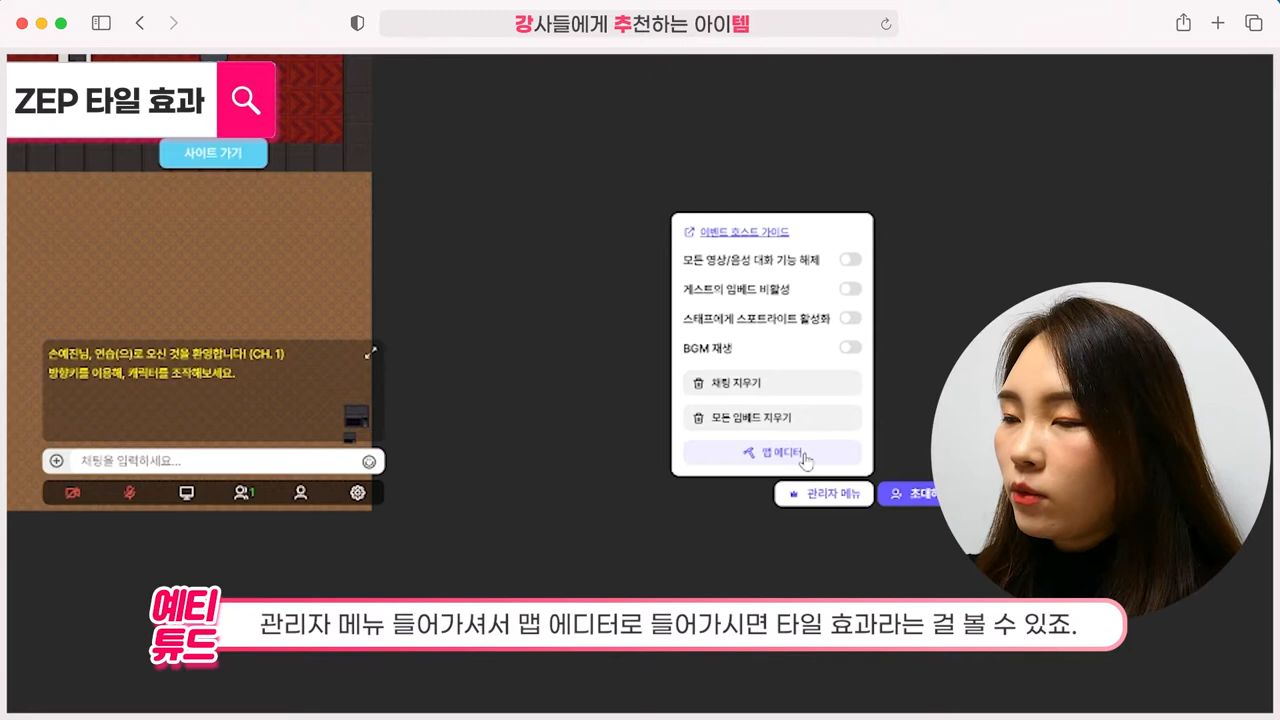 강사들에게 추천하는 아이템
ZEP 타일 효과
사이트 가기
이벤트 호스트 가이드
모든 영상/음성 대화 기능 해제
게스트의 임베드 비활성
스태프에게 스포트라이트 활성화
BGM 재생
채팅 지우기
모든 임베드 지우기
맵 에디터
손예진님, 연습(으)로 오신 것을 환영합니다! (CH. 1)
방향키를 이용해, 캐릭터를 조작해보세요.
채팅을 입력하세요...
1
관리자 메뉴
초대하
예티
튜드
관리자 메뉴 들어가셔서 맵 에디터로 들어가시면 타일 효과라는 걸 볼 수 있죠.